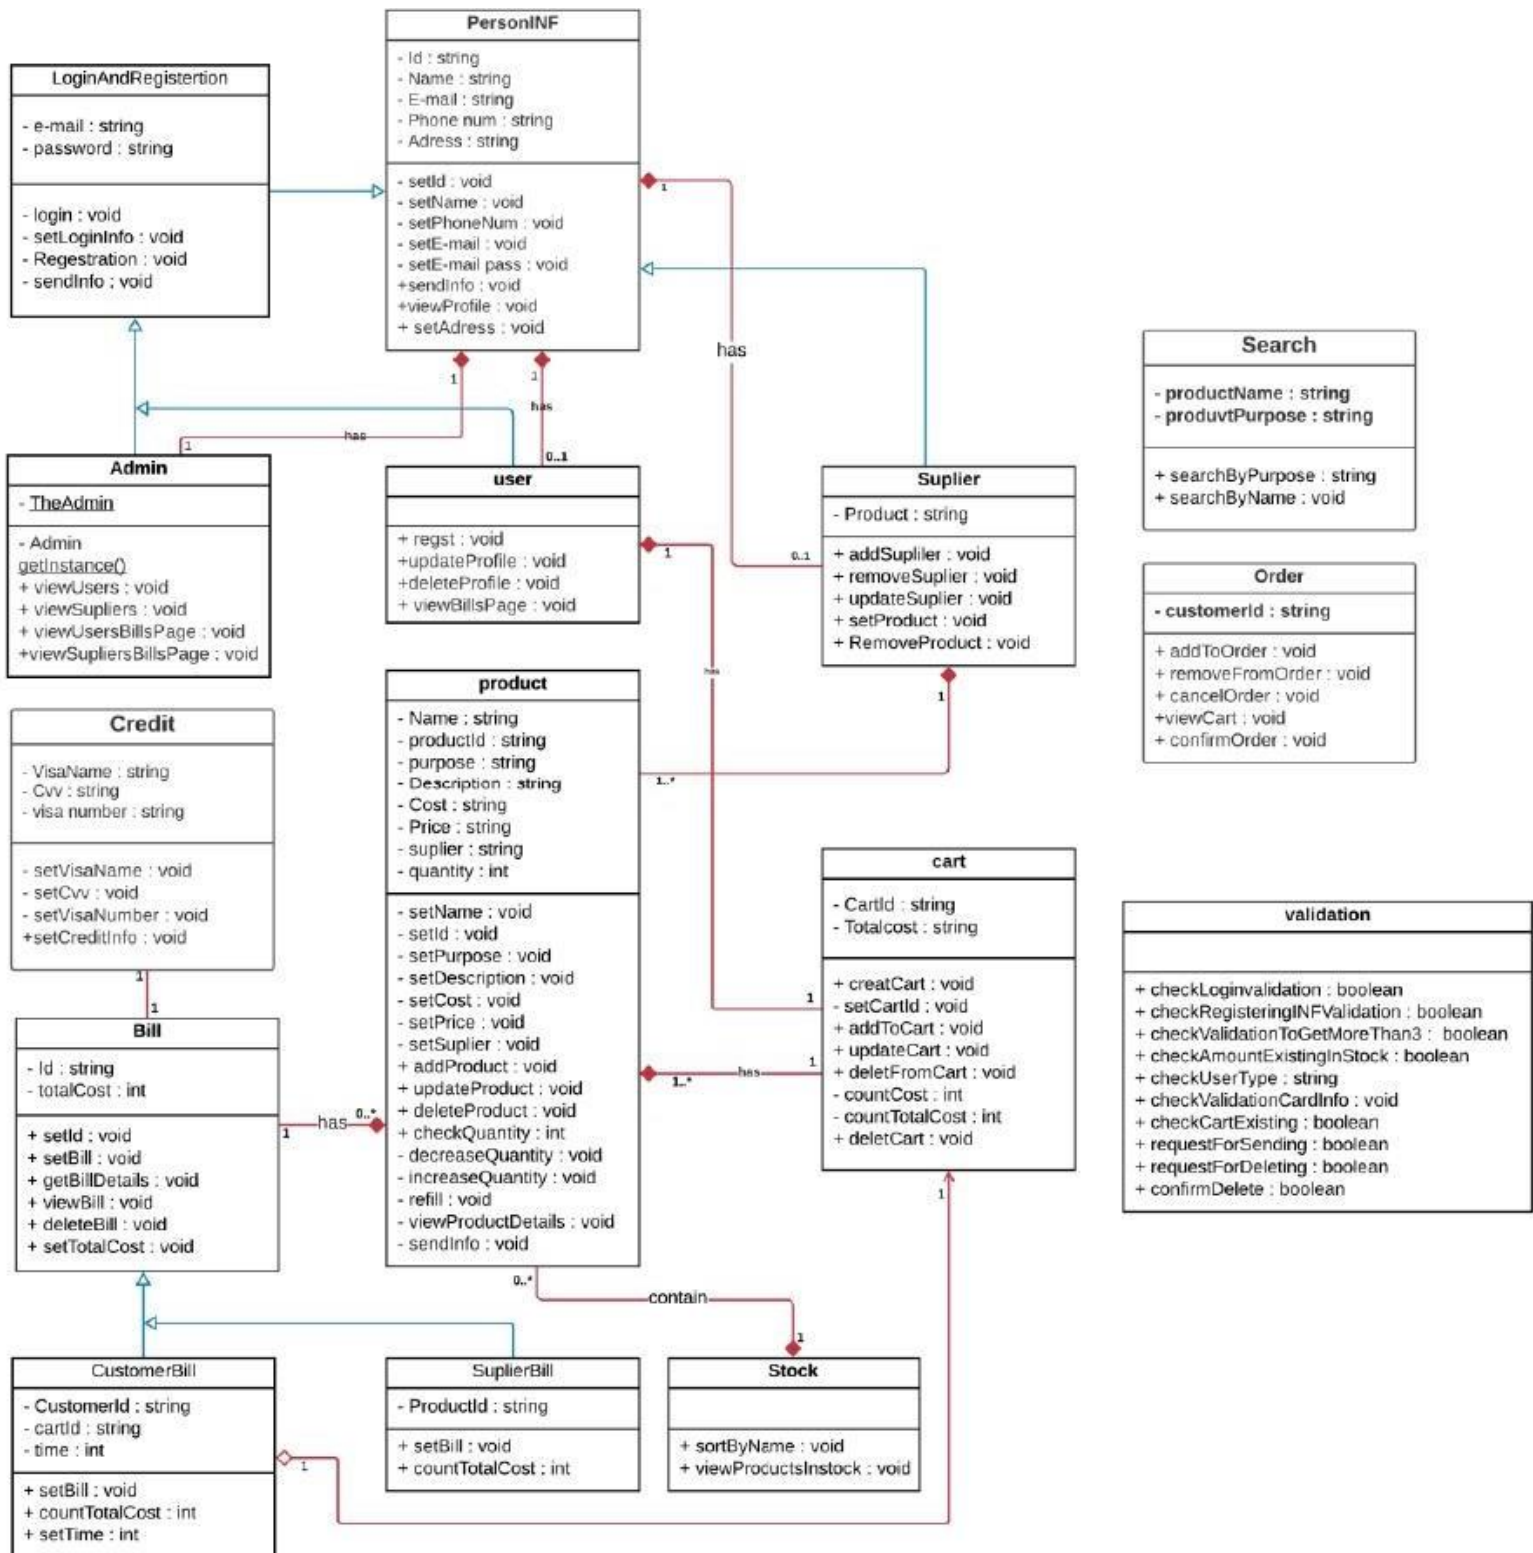 PersonINF
- Id : string
- Name : string
- E-mail : string
- Phone num : string
- Adress : string
- setId : void
- setName : void
- setPhoneNum : void
- setE-mail : void
- setE-mail pass : void
+sendInfo : void
+viewProfile : void
+ setAdress : void
LoginAndRegistertion
- e-mail : string
- password : string
- login : void
- setLoginInfo : void
- Regestration : void
- sendInfo : void
1
has
1
1
has
1
has
0..1
0..1
1
Search
- productName : string
- produvtPurpose : string
+ searchByPurpose : string
+ searchByName : void
Admin
- TheAdmin
- Admin
getInstance()
+ viewUsers : void
+ viewSupliers : void
+ viewUsersBillsPage : void
+viewSupliersBillsPage : void
user
+ regst : void
+updateProfile : void
+deleteProfile : void
+ viewBillsPage : void
Suplier
- Product : string
+ addSupliler : void
+ removeSuplier : void
+ updateSuplier : void
+ setProduct : void
+ RemoveProduct : void
Order
- customerId : string
+ addToOrder : void
+ removeFromOrder : void
+ cancelOrder : void
+viewCart : void
+ confirmOrder : void
has
1
1..*
Credit
- VisaName : string
- Cvv : string
- visa number : string
- setVisaName : void
- setCvv : void
- setVisaNumber : void
+setCreditInfo : void
1
1
product
- Name : string
- productId : string
- purpose : string
- Description : string
- Cost : string
- Price : string
- suplier : string
- quantity : int
- setName : void
- setId : void
- setPurpose : void
- setDescription : void
- setCost : void
- setPrice : void
- setSuplier : void
+ addProduct : void
+ updateProduct : void
+ deleteProduct : void
+ checkQuantity : int
- decreaseQuantity : void
- increaseQuantity : void
- refill : void
- viewProductDetails : void
- sendInfo : void
cart
- CartId : string
- Totalcost : string
+ creatCart : void
- setCartId : void
+ addToCart : void
+ updateCart : void
+ deletFromCart : void
- countCost : int
- countTotalCost : int
+ deletCart : void
1
1
has
1..*
1
validation
+ checkLoginvalidation : boolean
+ checkRegisteringINFValidation : boolean
+ checkValidationToGetMoreThan3 : boolean
+ checkAmountExistingInStock : boolean
+ checkUserType : string
+ checkValidationCardInfo : void
+ checkCartExisting : boolean
+ requestForSending : boolean
+ requestForDeleting : boolean
+ confirmDelete : boolean
Bill
- Id : string
- totalCost : int
+ setId : void
+ setBill : void
+ getBillDetails : void
+ viewBill : void
+ deleteBill : void
+ setTotalCost : void
1
has
0..*
0..*
contain
1
CustomerBill
- CustomerId : string
- cartId : string
- time : int
+ setBill : void
+ countTotalCost : int
+ setTime : int
1
SuplierBill
- ProductId : string
+ setBill : void
+ countTotalCost : int
Stock
+ sortByName : void
+ viewProductsInstock : void